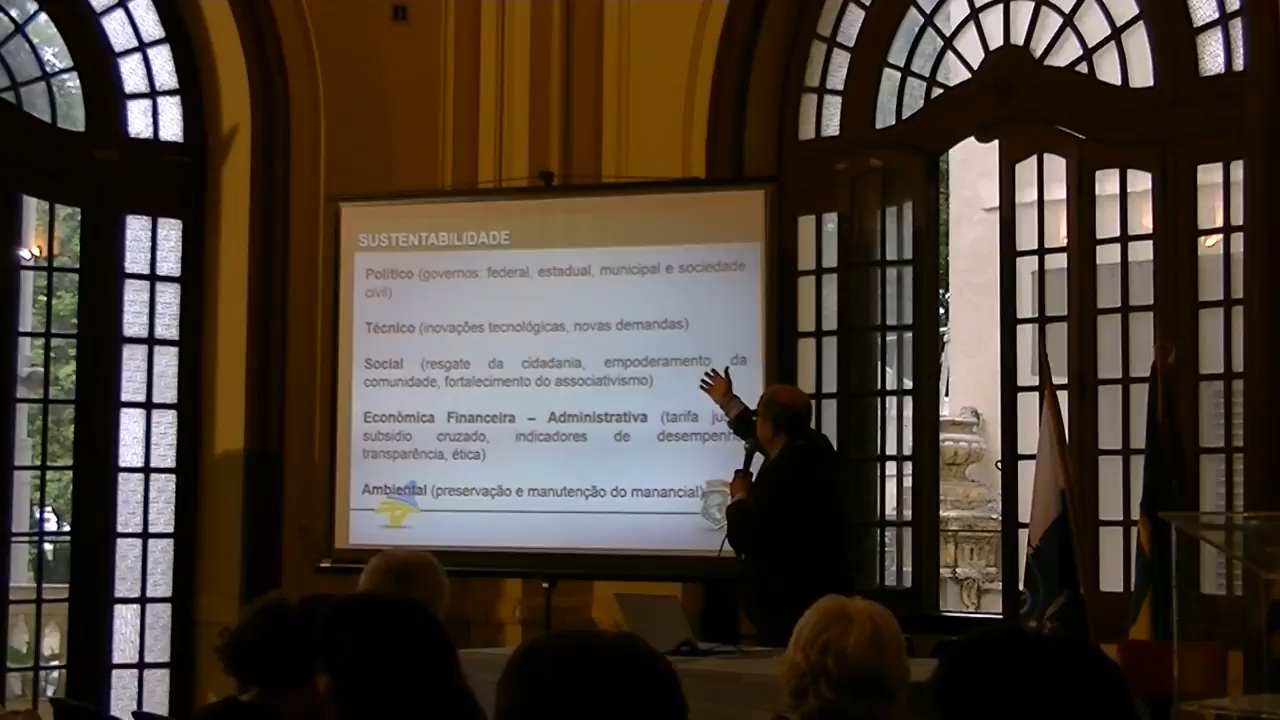 SUSTENTABILIDADE
Político (governos: federal, estadual, municipal e sociedade
civil)
Técnico (inovações tecnológicas, novas demandas)
Social (resgate da cidadania, empoderamento da
comunidade, fortalecimento do associativismo)
Econômica Financeira – Administrativa (tarifa
subsidio cruzado, indicadores de
transparência, ética)
Ambiental (preservação e manutenção do manancial)